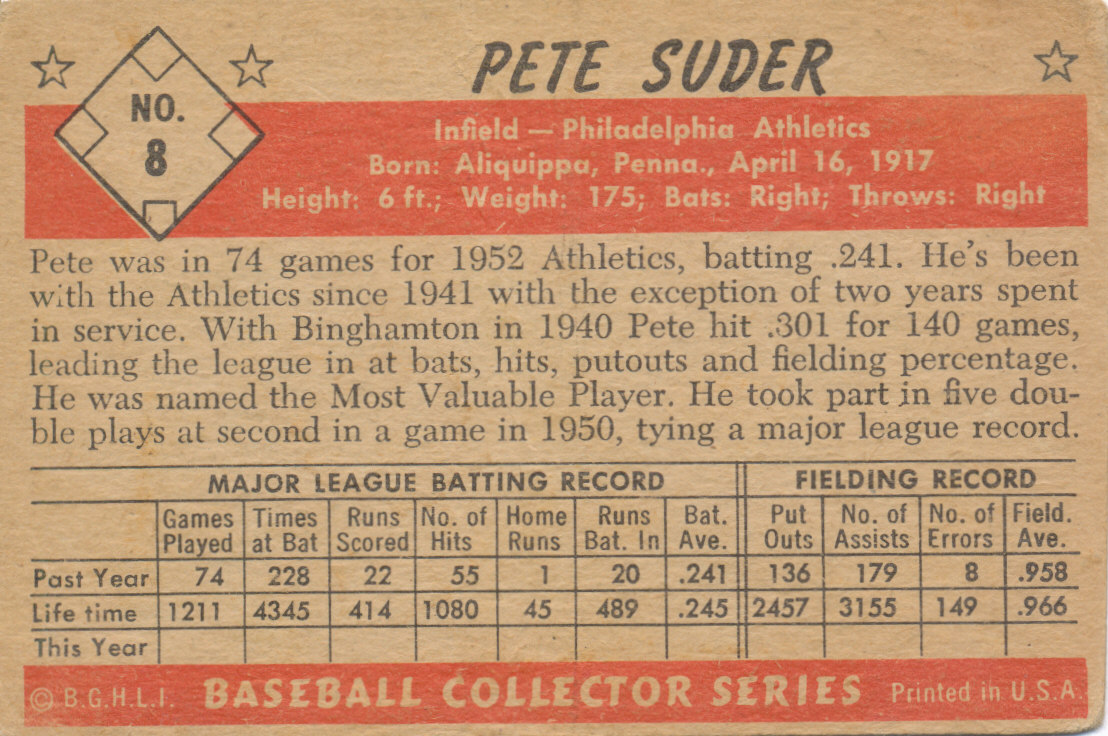 NO.
8
PETE SUDER
Infield — Philadelphia Athletics
Born: Aliquippa, Penna., April 16, 1917
Height: 6 ft.; Weight: 175; Bats: Right; Throws: Right
Pete was in 74 games for 1952 Athletics, batting .241. He's been
with the Athletics since 1941 with the exception of two years spent
in service. With Binghamton in 1940 Pete hit .301 for 140 games,
leading the league in at bats, hits, putouts and fielding percentage.
He was named the Most Valuable Player. He took part in five dou-
ble plays at second in a game in 1950, tying a major league record.
MAJOR LEAGUE BATTING RECORD FIELDING RECORD
Games Times Runs No. of Home Runs Bat. Put No. of No. of Field.
Played at Bat Scored Hits Runs Bat. In Ave. Outs Assists Errors Ave.
Past Year 74 228 22 55 1 20 .241 136 179 8 .958
Life time 1211 4345 414 1080 45 489 .245 2457 3155 149 .966
This Year
© B.G.H.L.I. BASEBALL COLLECTOR SERIES Printed in U.S.A.